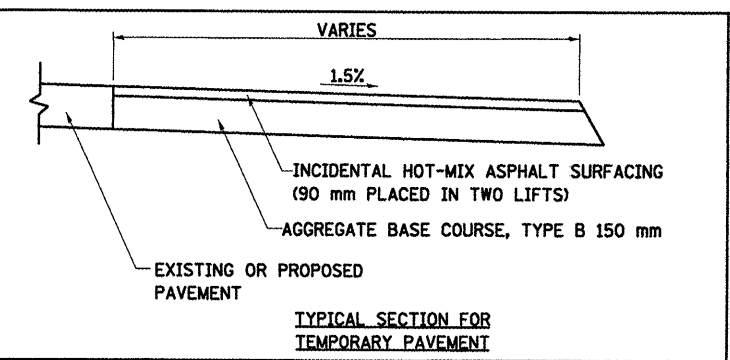 VARIES
1.5%
INCIDENTAL HOT-MIX ASPHALT SURFACING
(90 mm PLACED IN TWO LIFTS)
AGGREGATE BASE COURSE, TYPE B 150 mm
EXISTING OR PROPOSED
PAVEMENT
TYPICAL SECTION FOR
TEMPORARY PAVEMENT